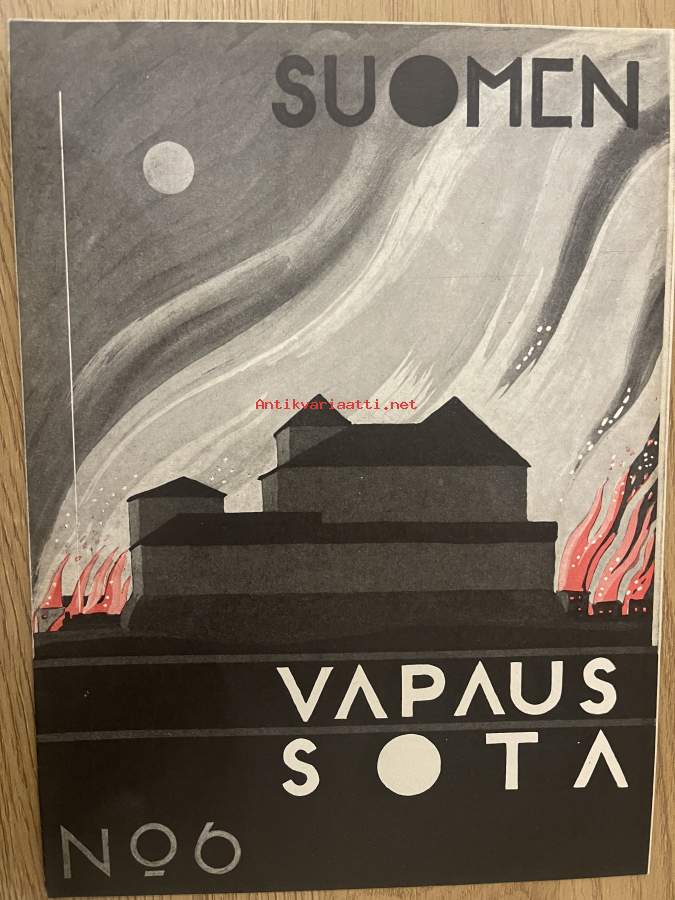 SUOMEN
Antikvariaatti.net
VAPAUS
SOTA
No6